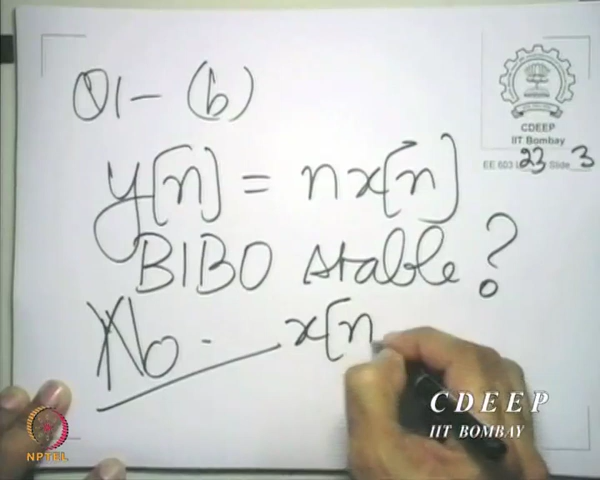 Q1 - (b)
CDEEP
IIT Bombay
EE 603 L 23 Slide 3
y[n] = n x[n]
BIBO stable?
No. x[n
CDEEP
IIT BOMBAY
NPTEL